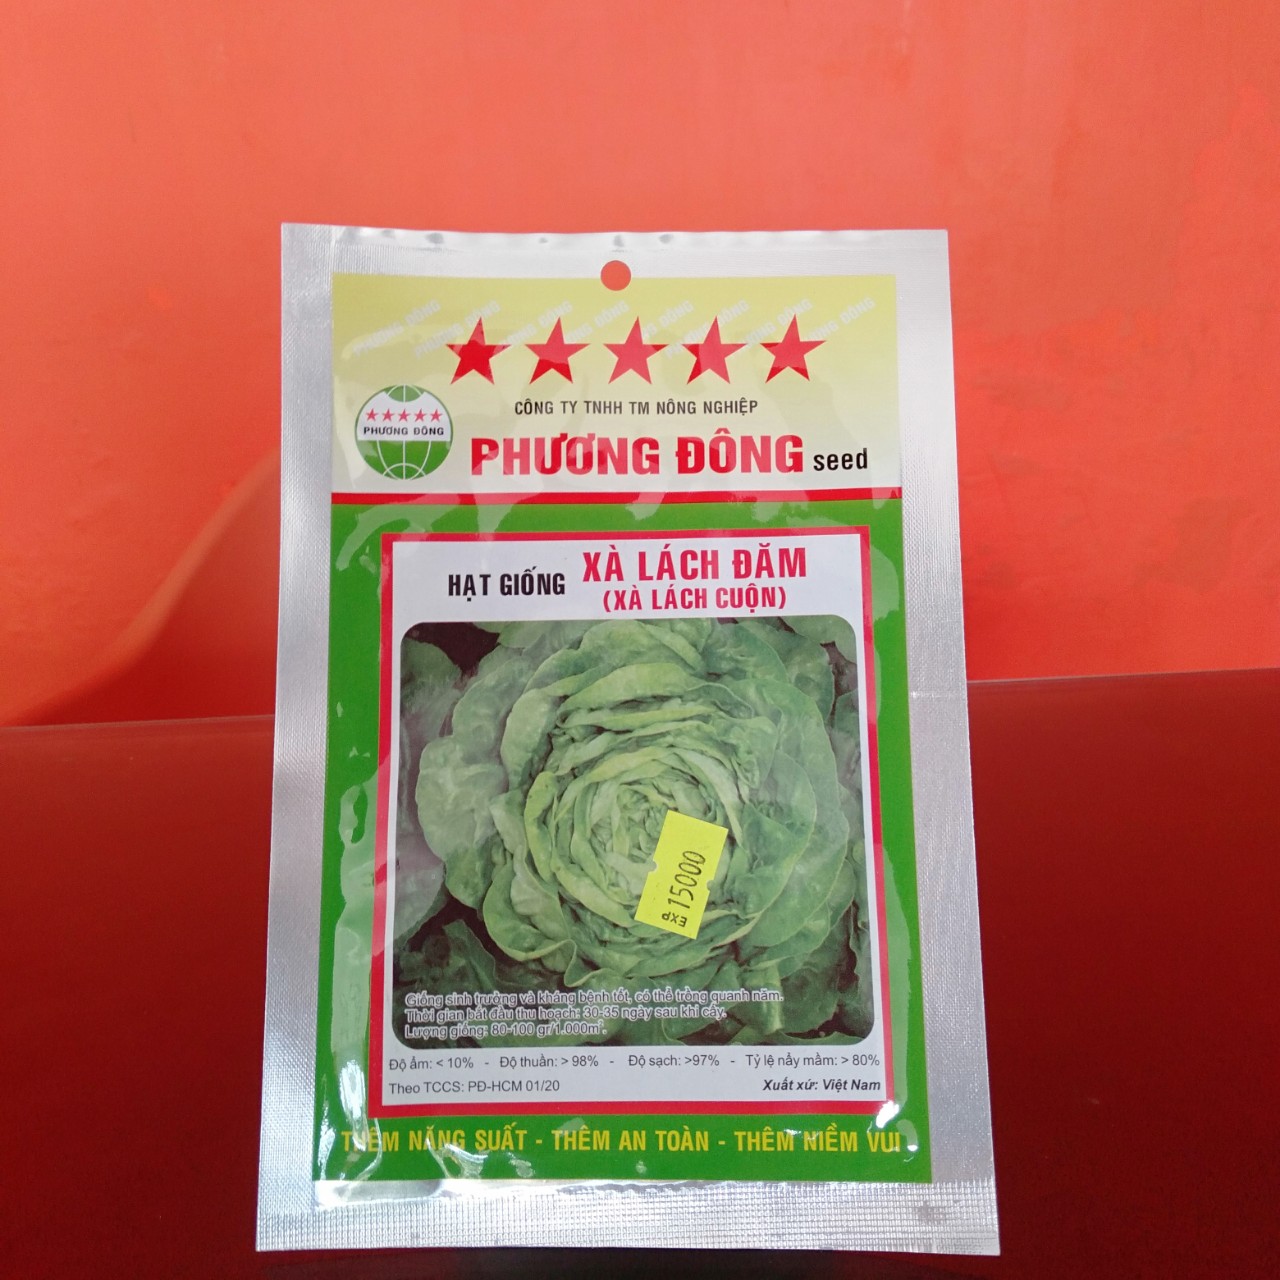 PHƯƠNG ĐÔNG PHƯƠNG ĐÔNG
CÔNG TY TNHH TM NÔNG NGHIỆP
PHƯƠNG ĐÔNG
PHƯƠNG ĐÔNG seed
HẠT GIỐNG XÀ LÁCH ĐĂM
(XÀ LÁCH CUỘN)
15000
EXP
Giống sinh trưởng và kháng bệnh tốt, có thể trồng quanh năm.
Thời gian bắt đầu thu hoạch: 30-35 ngày sau khi cấy.
Lượng giống: 80-100 gr/1.000m².
Độ ẩm: < 10% - Độ thuần: > 98% - Độ sạch: >97% - Tỷ lệ nẩy mầm: > 80%
Theo TCCS: PĐ-HCM 01/20 Xuất xứ: Việt Nam
THÊM NĂNG SUẤT - THÊM AN TOÀN - THÊM NIỀM VUI